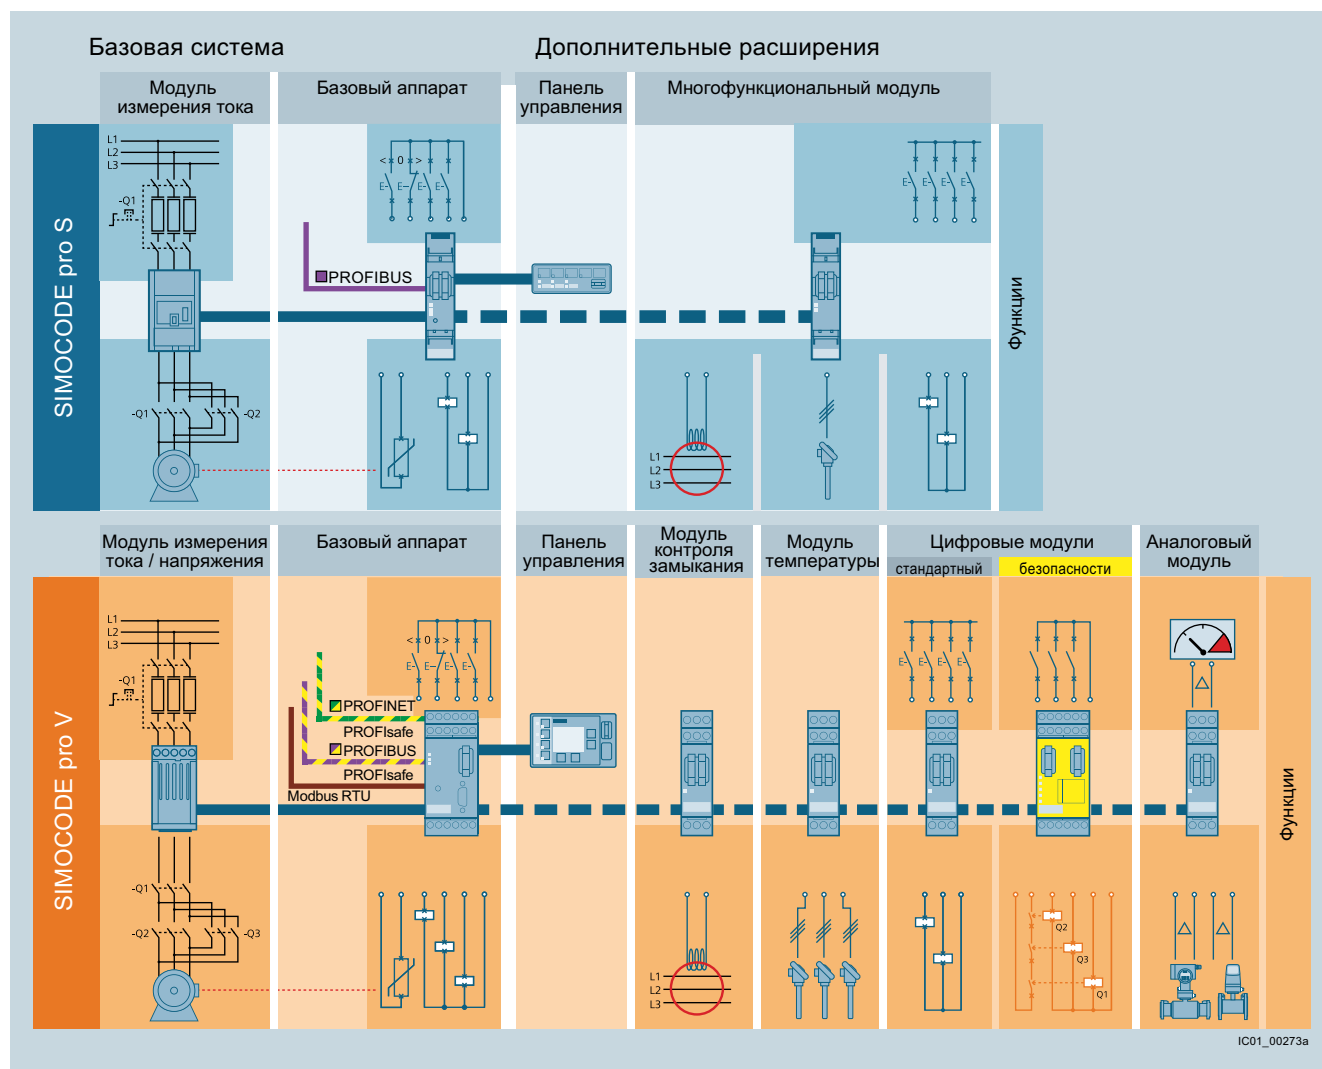 Базовая система
Дополнительные расширения
Модуль
измерения тока
Базовый аппарат
Панель
управления
Многофункциональный модуль
SIMOCODE pro S
L1
L2
L3
-Q1
< 0 >
E-
E-
E-
E-
E-
E-
E-
PROFIBUS
Функции
-Q1
-Q2
L1
L2
L3
Модуль измерения
тока / напряжения
Базовый аппарат
Панель
управления
Модуль
контроля
замыкания
Модуль
температуры
Цифровые модули
стандартный
безопасности
Аналоговый
модуль
SIMOCODE pro V
L1
L2
L3
-Q1
< 0 >
E-
E-
E-
E-
E-
E-
E-
PROFINET
PROFIsafe
PROFIBUS
PROFIsafe
Modbus RTU
Функции
-Q1
-Q2
-Q3
L1
L2
L3
Q2
Q3
Q1
IC01_00273a